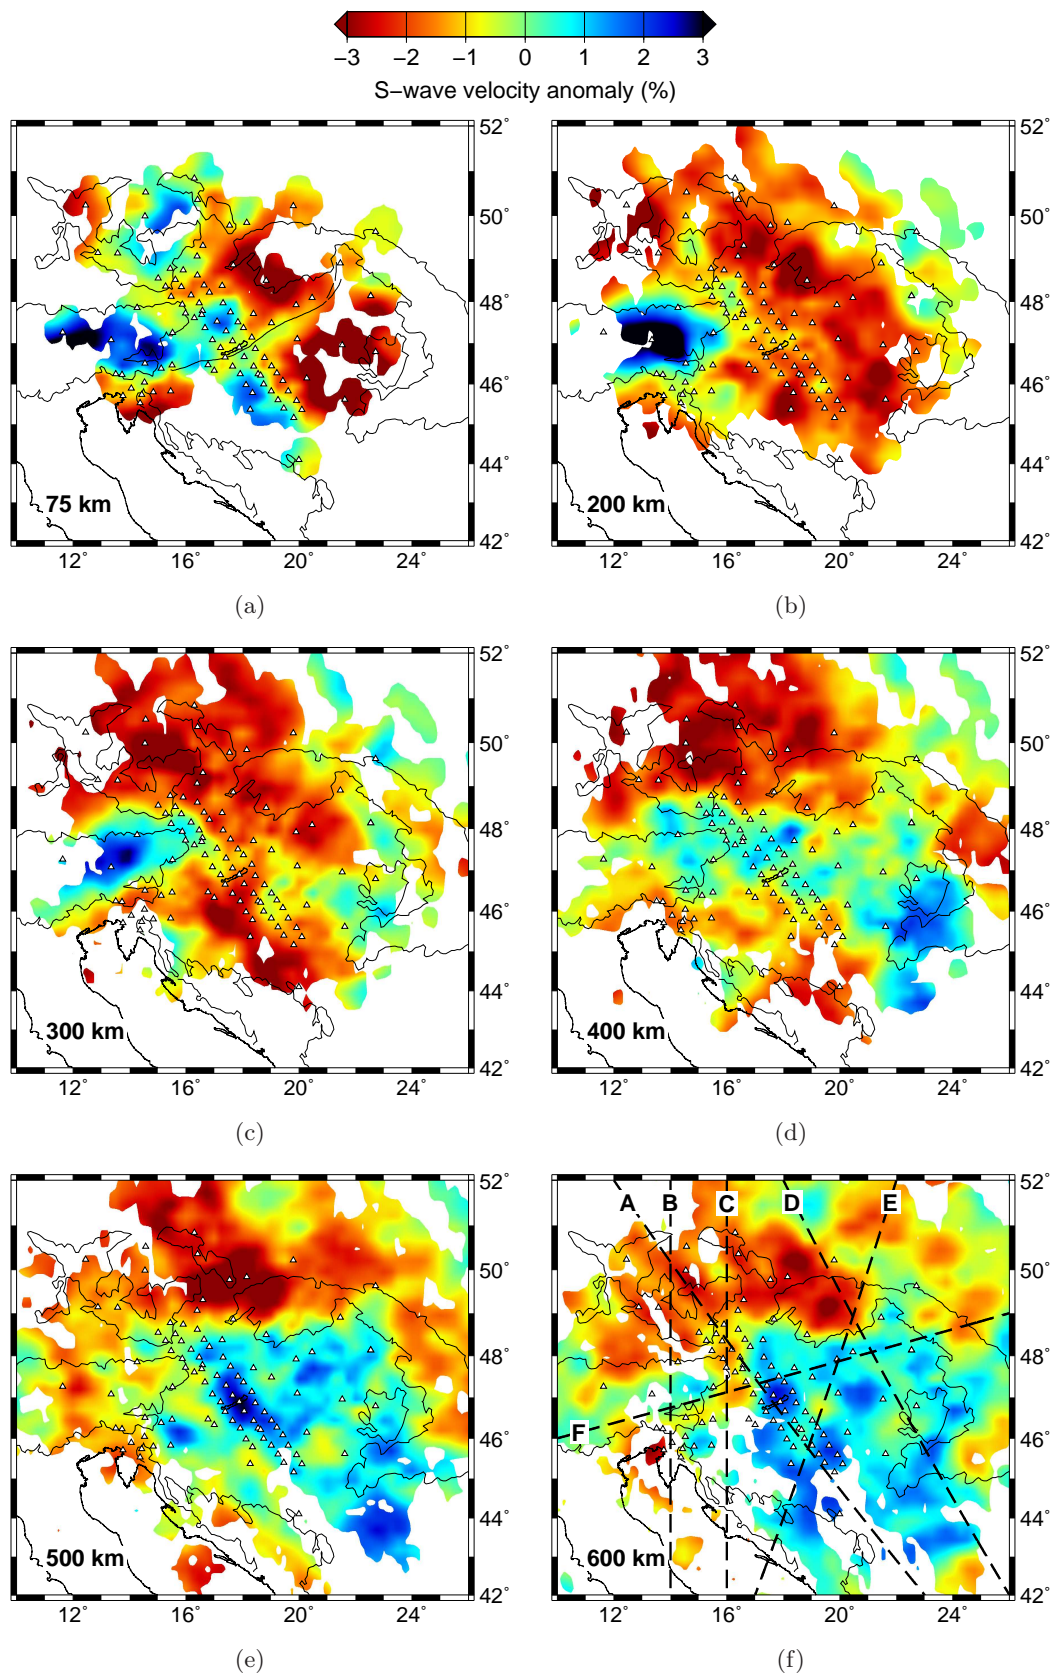 −3 −2 −1 0 1 2 3
S−wave velocity anomaly (%)
52˚ 52˚
50˚ 50˚
48˚ 48˚
46˚ 46˚
44˚ 44˚
75 km 200 km
42˚ 42˚
12˚ 16˚ 20˚ 24˚ 12˚ 16˚ 20˚ 24˚
(a) (b)
52˚ 52˚
50˚ 50˚
48˚ 48˚
46˚ 46˚
44˚ 44˚
300 km 400 km
42˚ 42˚
12˚ 16˚ 20˚ 24˚ 12˚ 16˚ 20˚ 24˚
(c) (d)
52˚ 52˚
A B C D E
50˚ 50˚
48˚ 48˚
46˚ F 46˚
44˚ 44˚
500 km 600 km
42˚ 42˚
12˚ 16˚ 20˚ 24˚ 12˚ 16˚ 20˚ 24˚
(e) (f)